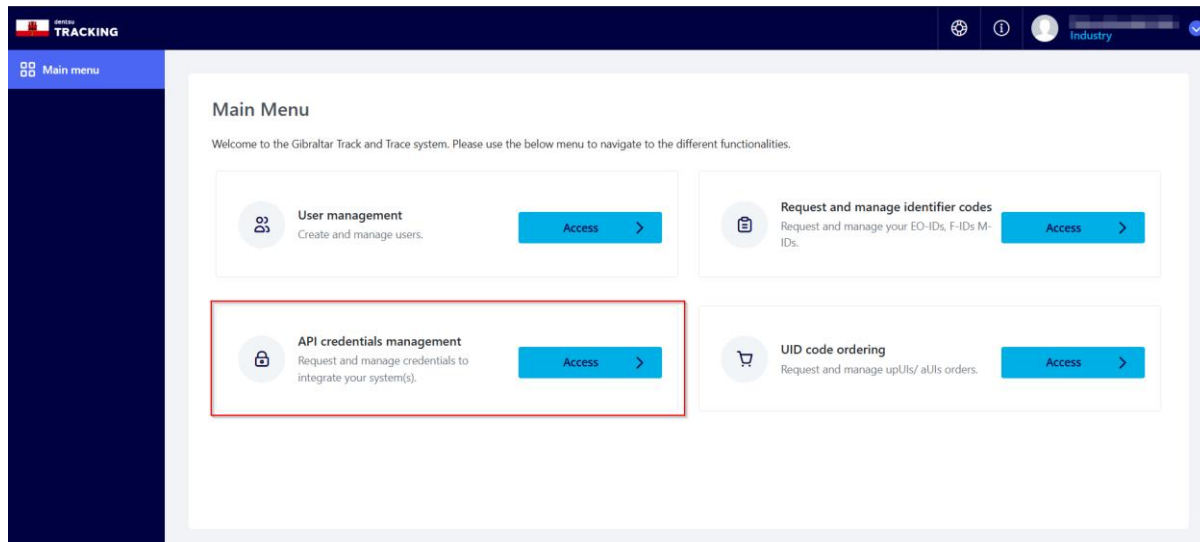 dentsu
TRACKING
Industry
Main menu
Main Menu
Welcome to the Gibraltar Track and Trace system. Please use the below menu to navigate to the different functionalities.
User management
Create and manage users.
Access
Request and manage identifier codes
Request and manage your EO-IDs, F-IDs M-
IDs.
Access
API credentials management
Request and manage credentials to
integrate your system(s).
Access
UID code ordering
Request and manage upUIs/ aUIs orders.
Access